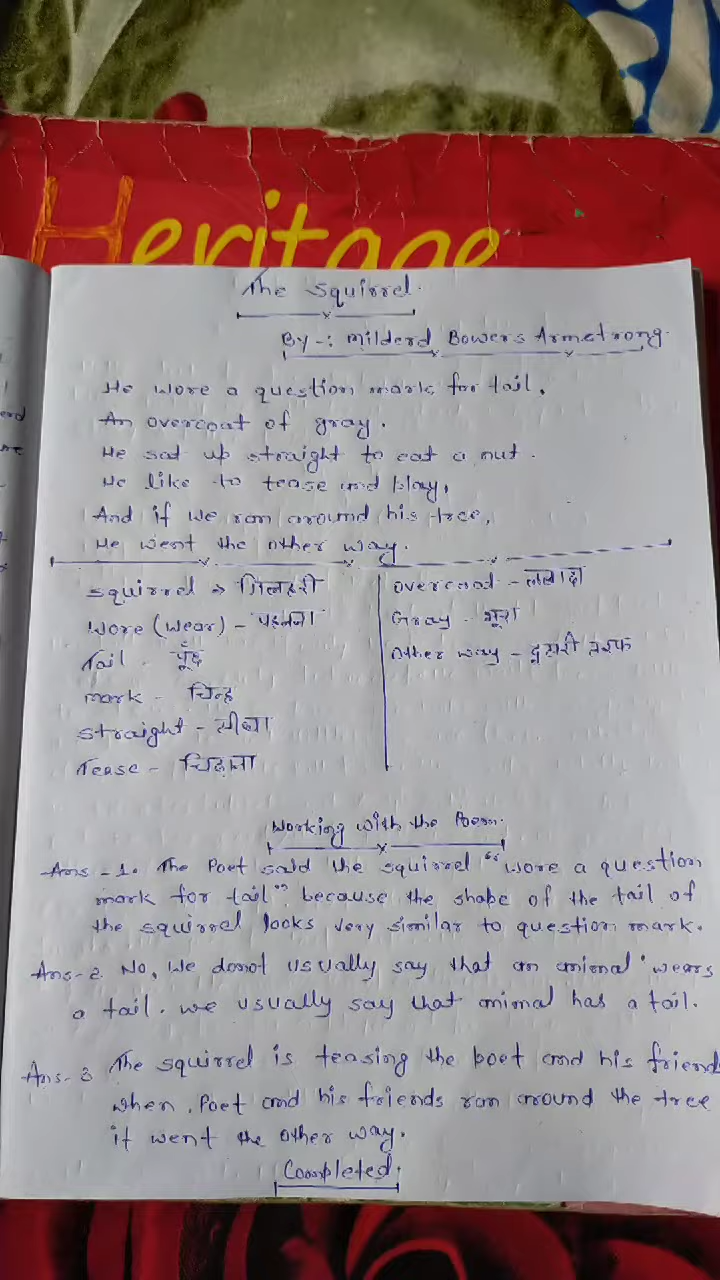 Heritage
The Squirrel.
By-: Milderd Bowers Armstrong.
He wore a question mark for tail.
An overcoat of gray.
He sat up straight to eat a nut.
He like to tease and play,
And if we ran around his tree,
He went the other way.
squirrel → गिलहरी
Wore (wear) - पहनना
Tail - पूँछ
mark - चिन्ह
straight - सीधा
Tease - चिढ़ाना
overcoat - लबादा
Gray - भूरा
Other way - दूसरी तरफ
Working with the Poem.
Ans - 1. The Poet said the squirrel "wore a question
mark for tail" because the shape of the tail of
the squirrel looks very similar to question mark.
Ans-2 No, We donot usually say that an animal 'wears
a tail. we usually say that animal has a tail.
Ans-3 The squirrel is teasing the poet and his friend
when, Poet and his friends ran around the tree
it went the other way.
Completed.